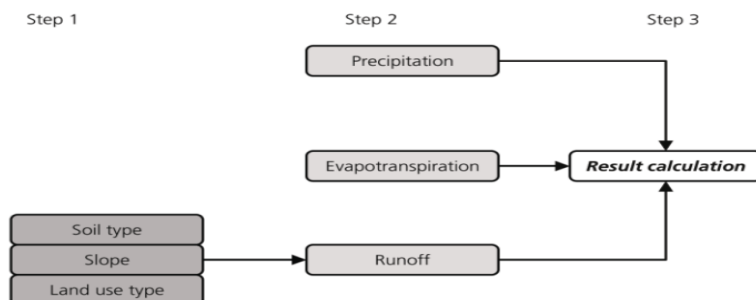 Step 1 Step 2 Step 3
Precipitation
Evapotranspiration Result calculation
Soil type
Slope Runoff
Land use type